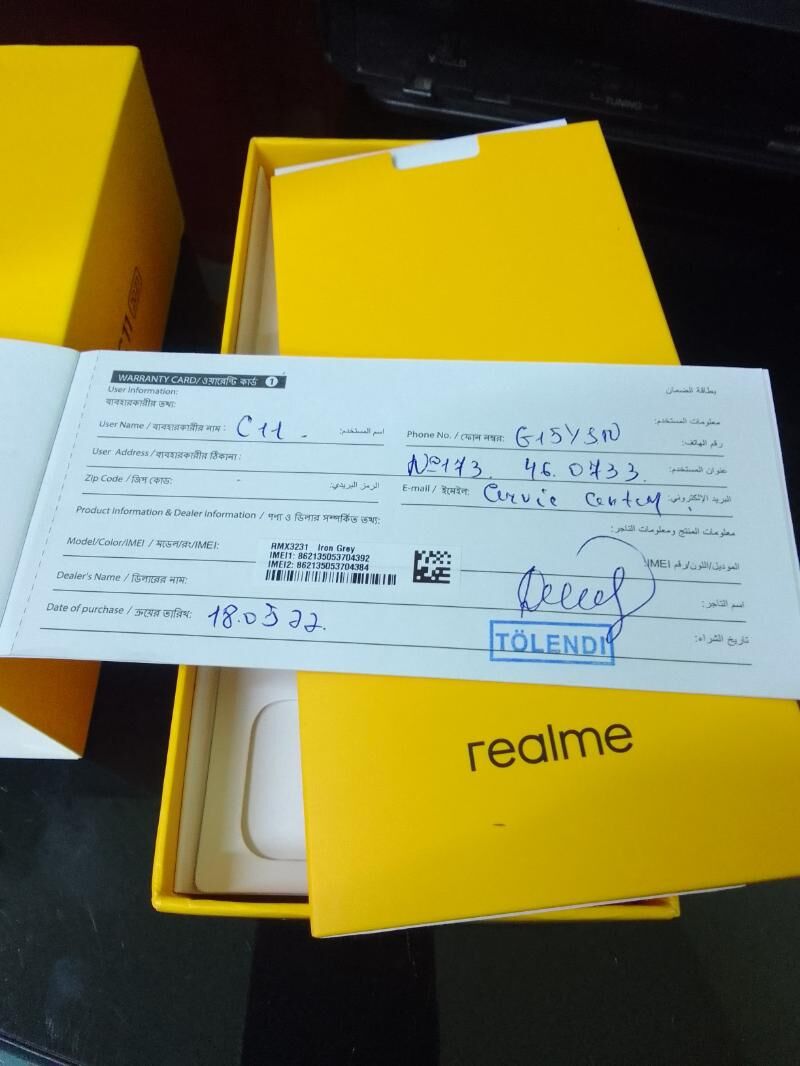 TUNING
C11
WARRANTY CARD/ ওয়ারেন্টি কার্ড 1
بطاقة الضمان
User Information:
ব্যবহারকারীর তথ্য:
معلومات المستخدم:
User Name / ব্যবহারকারীর নাম : C11 . اسم المستخدم:
Phone No. / ফোন নম্বর: G15YSN رقم الهاتف:
User Address / ব্যবহারকারীর ঠিকানা : N°173. 46.0733. عنوان المستخدم:
Zip Code / জিপ কোড: - الرمز البريدي:
E-mail / ইমেইল: Cervic Center البريد الإلكتروني:
Product Information & Dealer Information / পণ্য ও ডিলার সম্পর্কিত তথ্য:
معلومات المنتج ومعلومات التاجر:
Model/Color/IMEI / মডেল/রং/IMEI: الموديل/اللون/رقم IMEI:
RMX3231 Iron Grey
IMEI1: 862135053704392
IMEI2: 862135053704384
Dealer's Name / ডিলারের নাম: اسم التاجر:
Date of purchase / ক্রয়ের তারিখ: 18.05 22. تاريخ الشراء:
TÖLENDI
realme